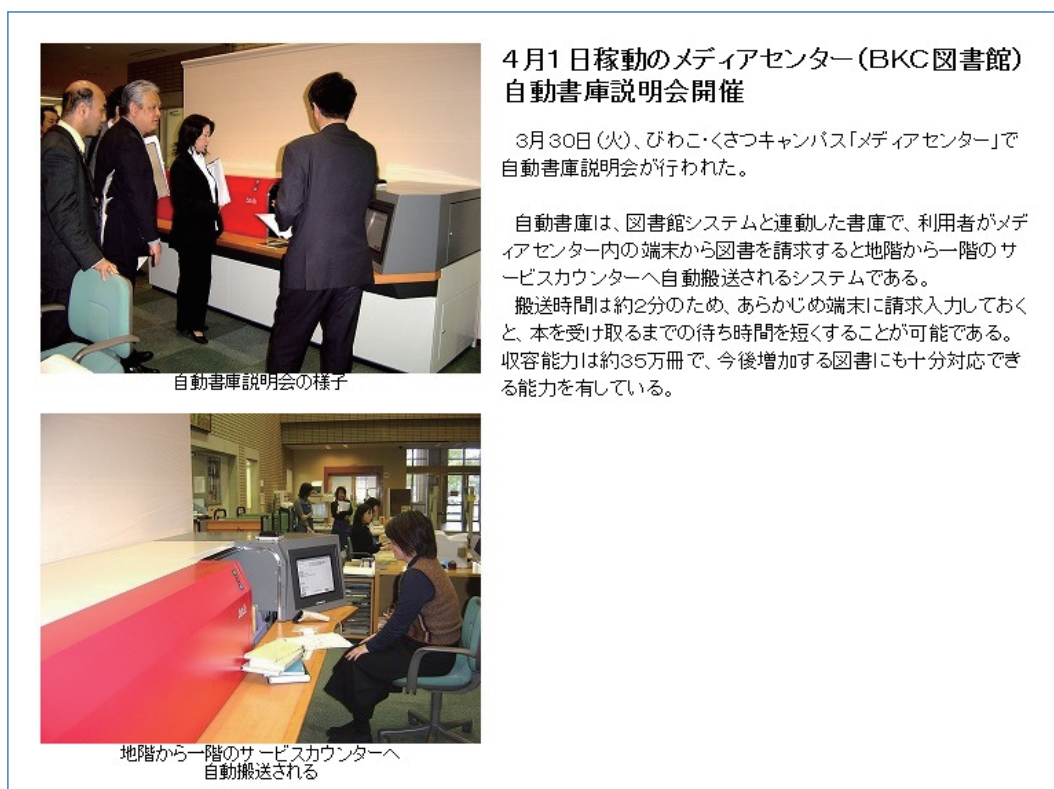 4月1日稼動のメディアセンター(BKC図書館)
自動書庫説明会開催
3月30日(火)、びわこ・くさつキャンパス「メディアセンター」で
自動書庫説明会が行われた。
自動書庫は、図書館システムと連動した書庫で、利用者がメデ
ィアセンター内の端末から図書を請求すると地階から一階のサ
ービスカウンターへ自動搬送されるシステムである。
搬送時間は約2分のため、あらかじめ端末に請求入力しておく
と、本を受け取るまでの待ち時間を短くすることが可能である。
収容能力は約35万冊で、今後増加する図書にも十分対応でき
る能力を有している。
自動書庫説明会の様子
地階から一階のサービスカウンターへ
自動搬送される